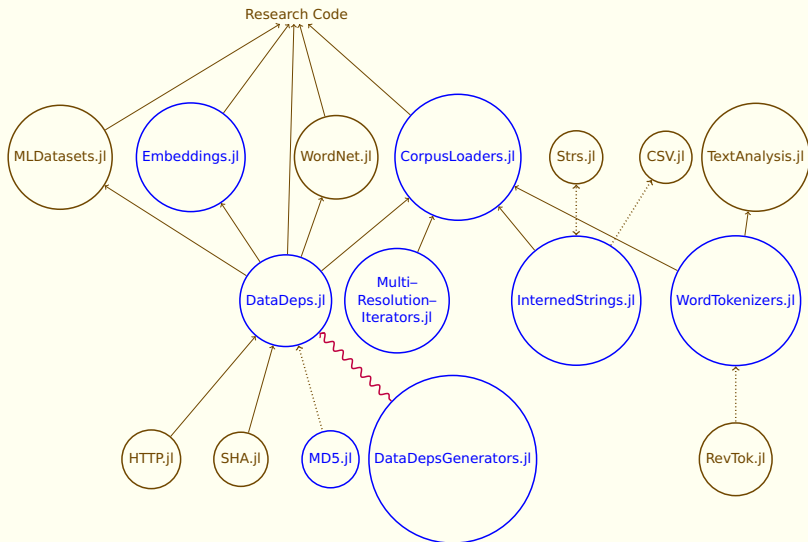 Research Code
MLDatasets.jl
Embeddings.jl
WordNet.jl
CorpusLoaders.jl
Strs.jl
CSV.jl
TextAnalysis.jl
DataDeps.jl
Multi–
Resolution–
Iterators.jl
InternedStrings.jl
WordTokenizers.jl
HTTP.jl
SHA.jl
MD5.jl
DataDepsGenerators.jl
RevTok.jl